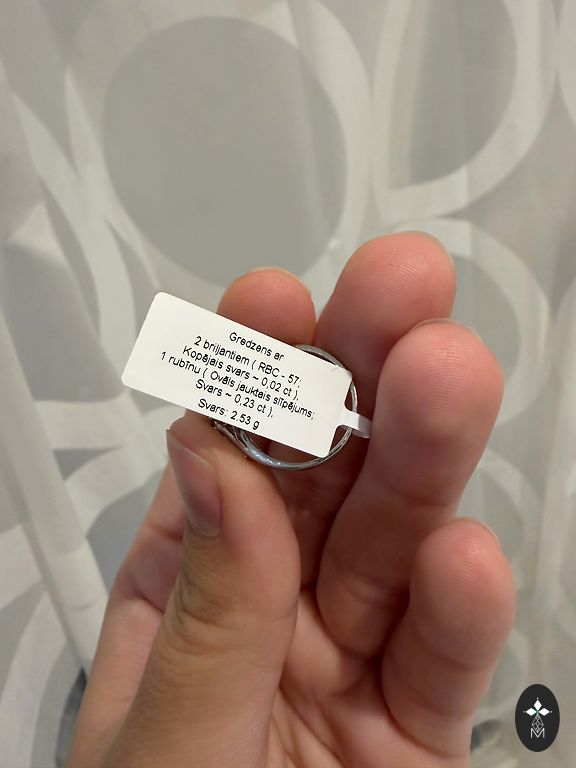 Gredzens ar
2 briljantiem ( RBC - 57;
Kopējais svars ~ 0,02 ct ),
1 rubīnu ( Ovāls jauktais slīpējums;
Svars ~ 0,23 ct ),
Svars: 2.53 g
M